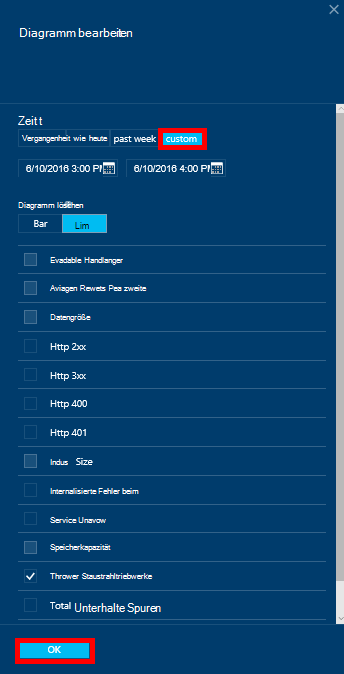 Diagramm bearbeiten
Zeitt
Vergangenheit wie heute past week custom
6/10/2016 3:00 PM 6/10/2016 4:00 PM
Diagramm löschen
Bar Lim
Evadable Handlanger
Aviagen Rewets Pea zweite
Datengröße
Http 2xx
Http 3xx
Http 400
Http 401
Indus Size
Internalisierte Fehler beim
Service Unavow
Speicherkapazität
Thrower Staustrahltriebwerke
Total Unterhalte Spuren
OK